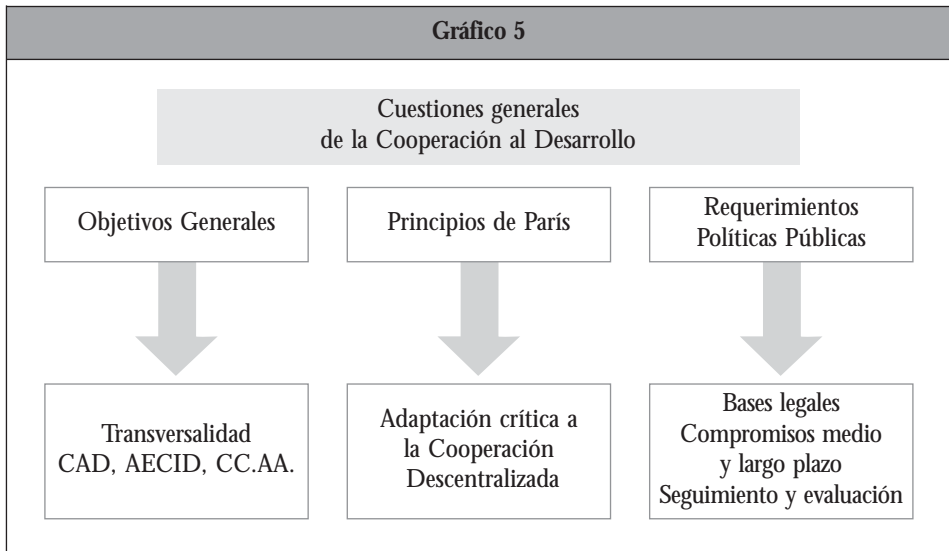 Gráfico 5
Cuestiones generales
de la Cooperación al Desarrollo
Objetivos Generales
Principios de París
Requerimientos
Políticas Públicas
Transversalidad
CAD, AECID, CC.AA.
Adaptación crítica a
la Cooperación
Descentralizada
Bases legales
Compromisos medio
y largo plazo
Seguimiento y evaluación